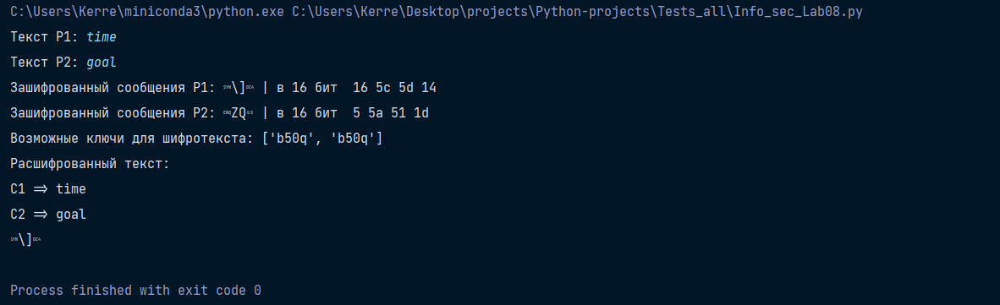 C:\Users\Kerre\miniconda3\python.exe C:\Users\Kerre\Desktop\projects\Python-projects\Tests_all\Info_sec_Lab08.py
Текст P1: time
Текст P2: goal
Зашифрованный сообщения P1: SYN\]DC4 | в 16 бит  16 5c 5d 14
Зашифрованный сообщения P2: ENQZQGS | в 16 бит  5 5a 51 1d
Возможные ключи для шифротекста: ['b50q', 'b50q']
Расшифрованный текст:
C1 => time
C2 => goal
SYN\]DC4
Process finished with exit code 0